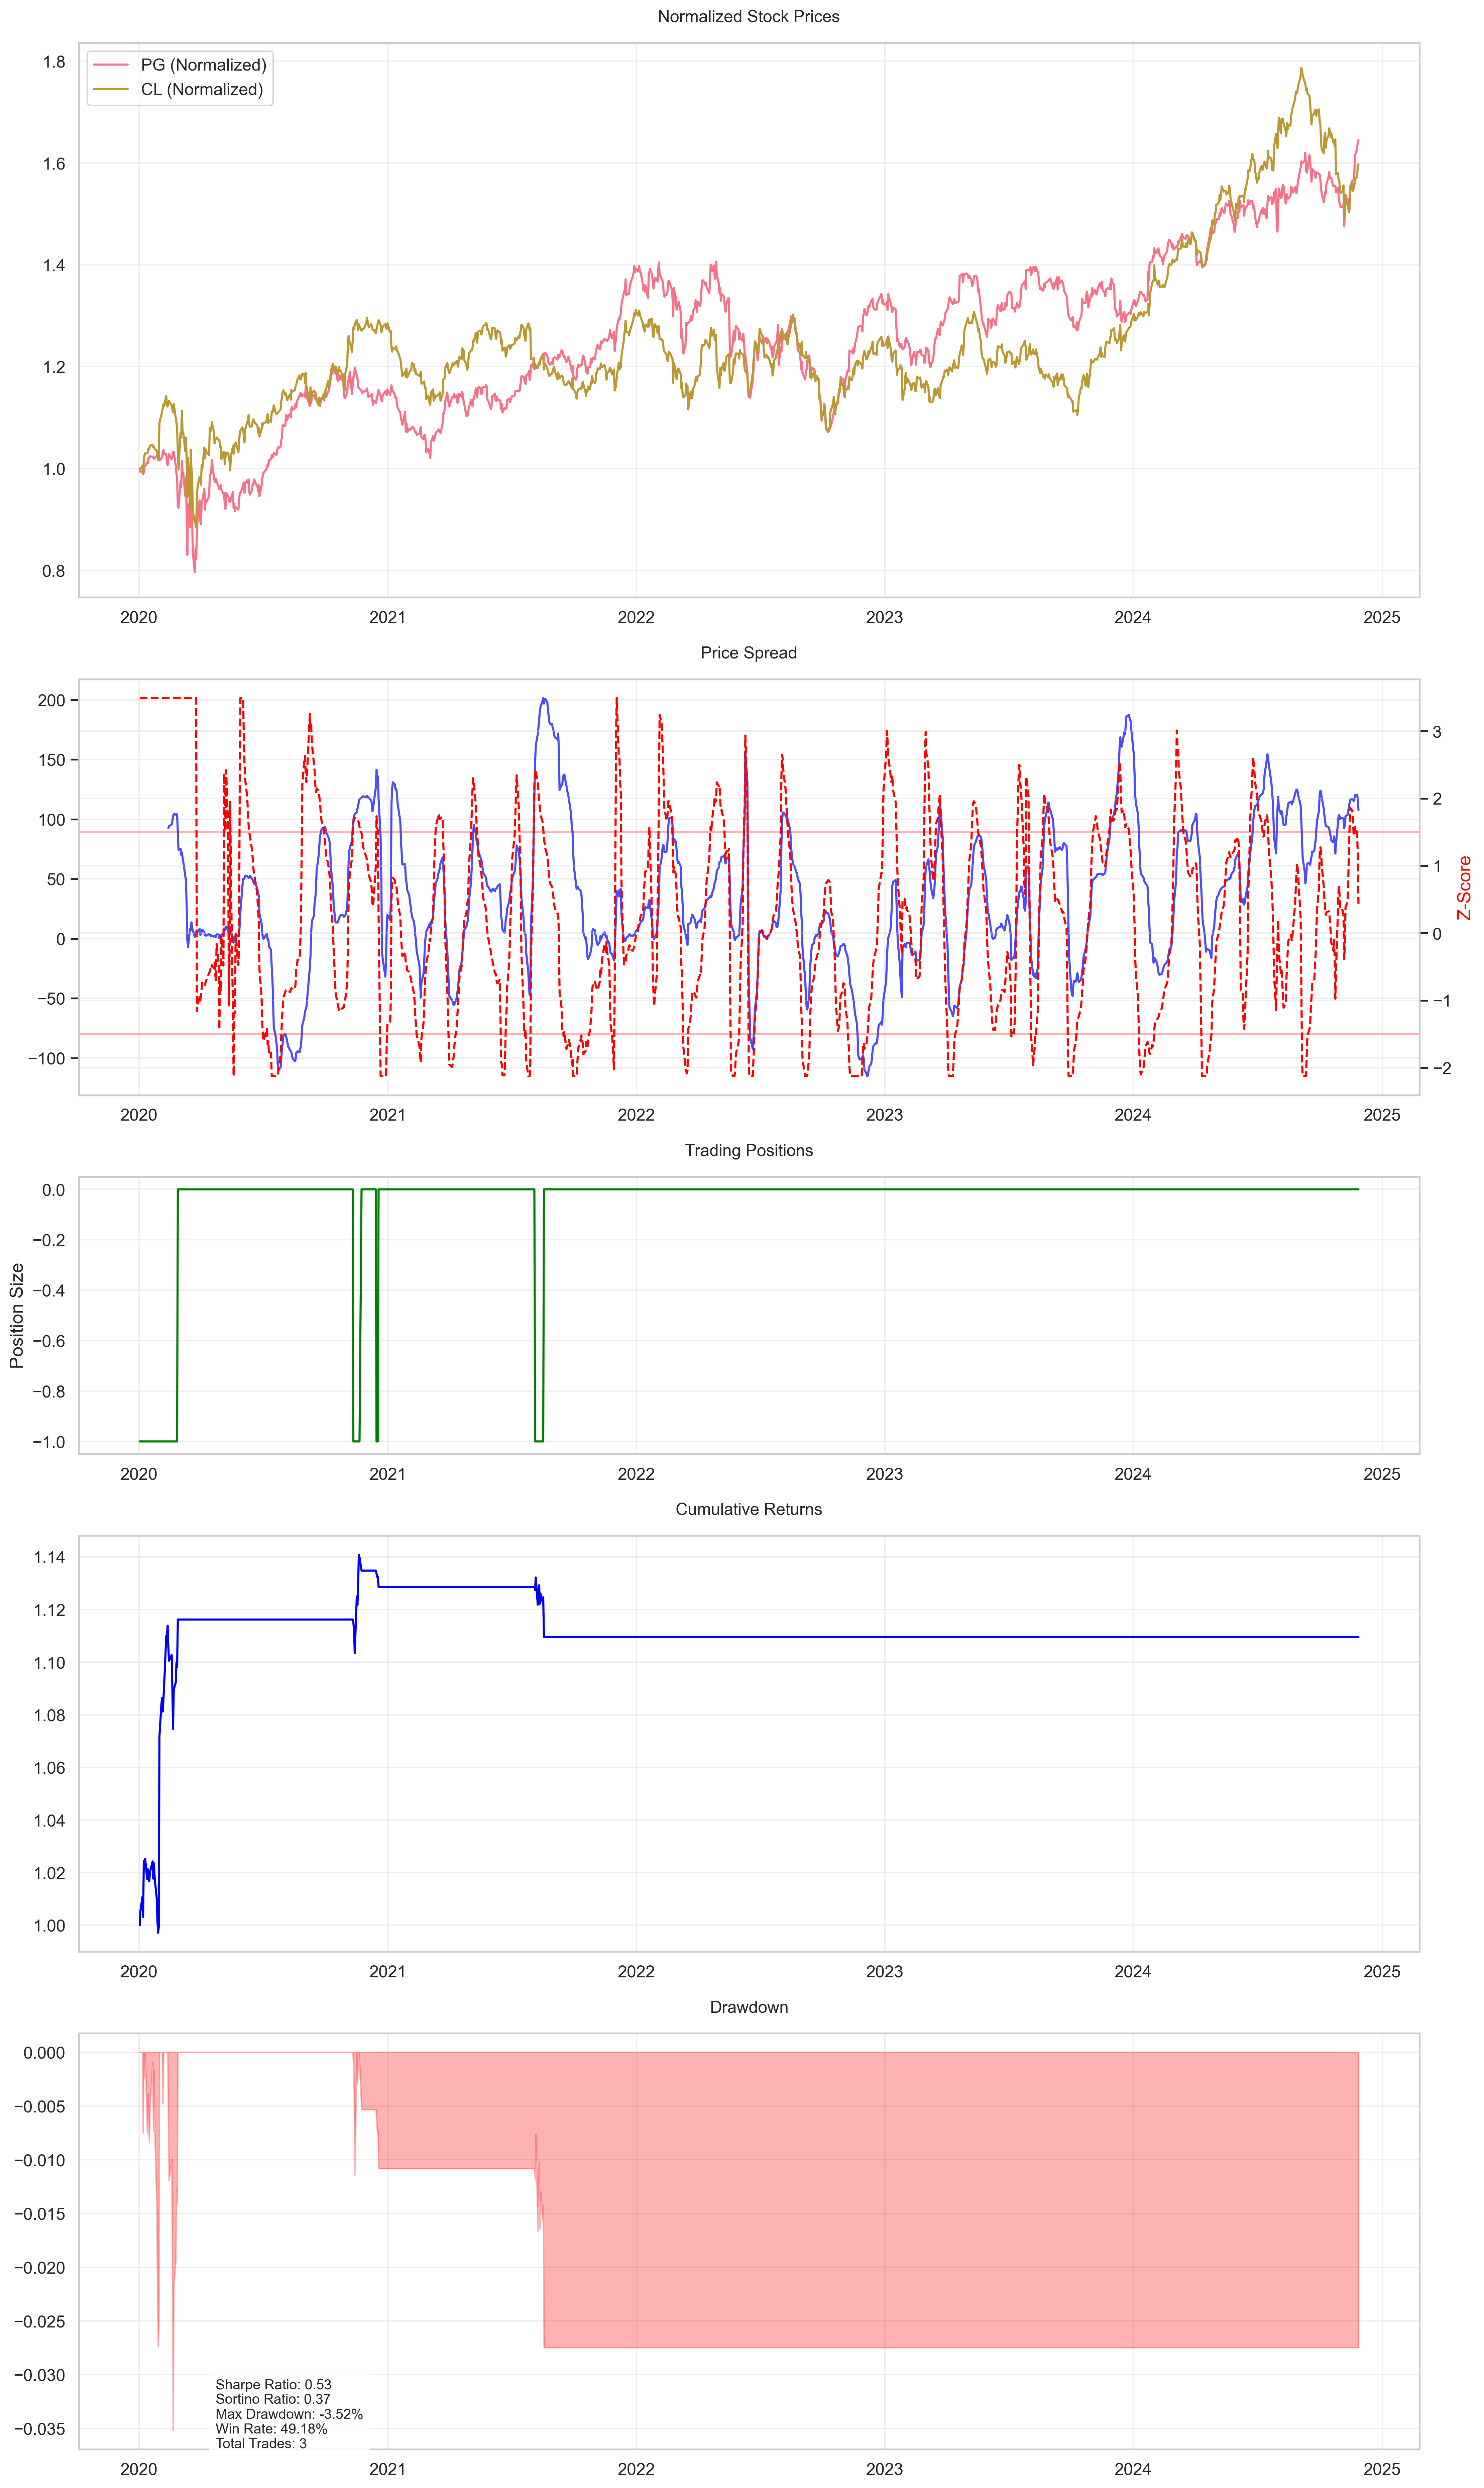 Normalized Stock Prices
PG (Normalized)
CL (Normalized)
1.8
1.6
1.4
1.2
1.0
0.8
2020 2021 2022 2023 2024 2025
Price Spread
200
150
100
50
0
−50
−100
3
2
1
0
−1
−2
Z-Score
2020 2021 2022 2023 2024 2025
Trading Positions
Position Size
0.0
−0.2
−0.4
−0.6
−0.8
−1.0
2020 2021 2022 2023 2024 2025
Cumulative Returns
1.14
1.12
1.10
1.08
1.06
1.04
1.02
1.00
2020 2021 2022 2023 2024 2025
Drawdown
0.000
−0.005
−0.010
−0.015
−0.020
−0.025
−0.030
−0.035
Sharpe Ratio: 0.53
Sortino Ratio: 0.37
Max Drawdown: -3.52%
Win Rate: 49.18%
Total Trades: 3
2020 2021 2022 2023 2024 2025